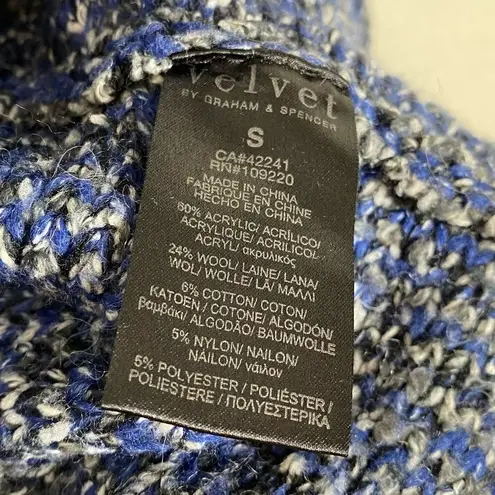 velvet
BY GRAHAM & SPENCER
S
CA#42241
RN#109220
MADE IN CHINA
FABRIQUE EN CHINE
HECHO EN CHINA
60% ACRYLIC/ ACRÍLICO/
ACRYLIQUE/ ACRILICO/
ACRYL/ ακρυλικός
24% WOOL/ LAINE/ LANA/
WOL/ WOLLE/ LÃ/ ΜΑΛΛΙ
6% COTTON/ COTON/
KATOEN/ COTONE/ ALGODÓN/
βαμβάκι/ ALGODÃO/ BAUMWOLLE
5% NYLON/ NAILON/
NÁILON/ νάιλον
5% POLYESTER / POLIÉSTER/
POLIESTERE / ΠΟΛΥΕΣΤΕΡΙΚΑ